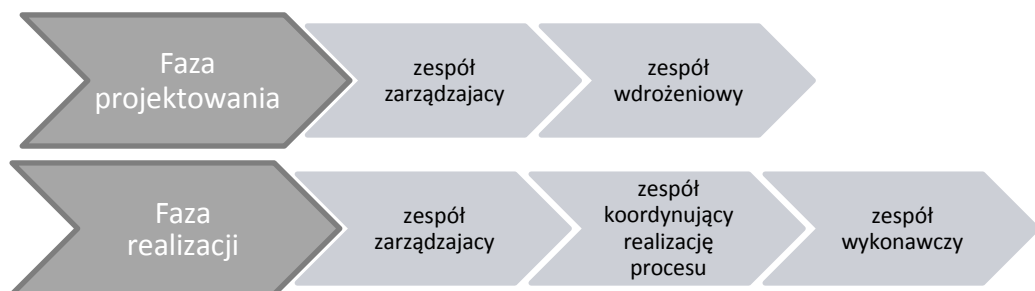 Faza
projektowania
zespół
zarządzajacy
zespół
wdrożeniowy
Faza
realizacji
zespół
zarządzajacy
zespół
koordynujący
realizację
procesu
zespół
wykonawczy